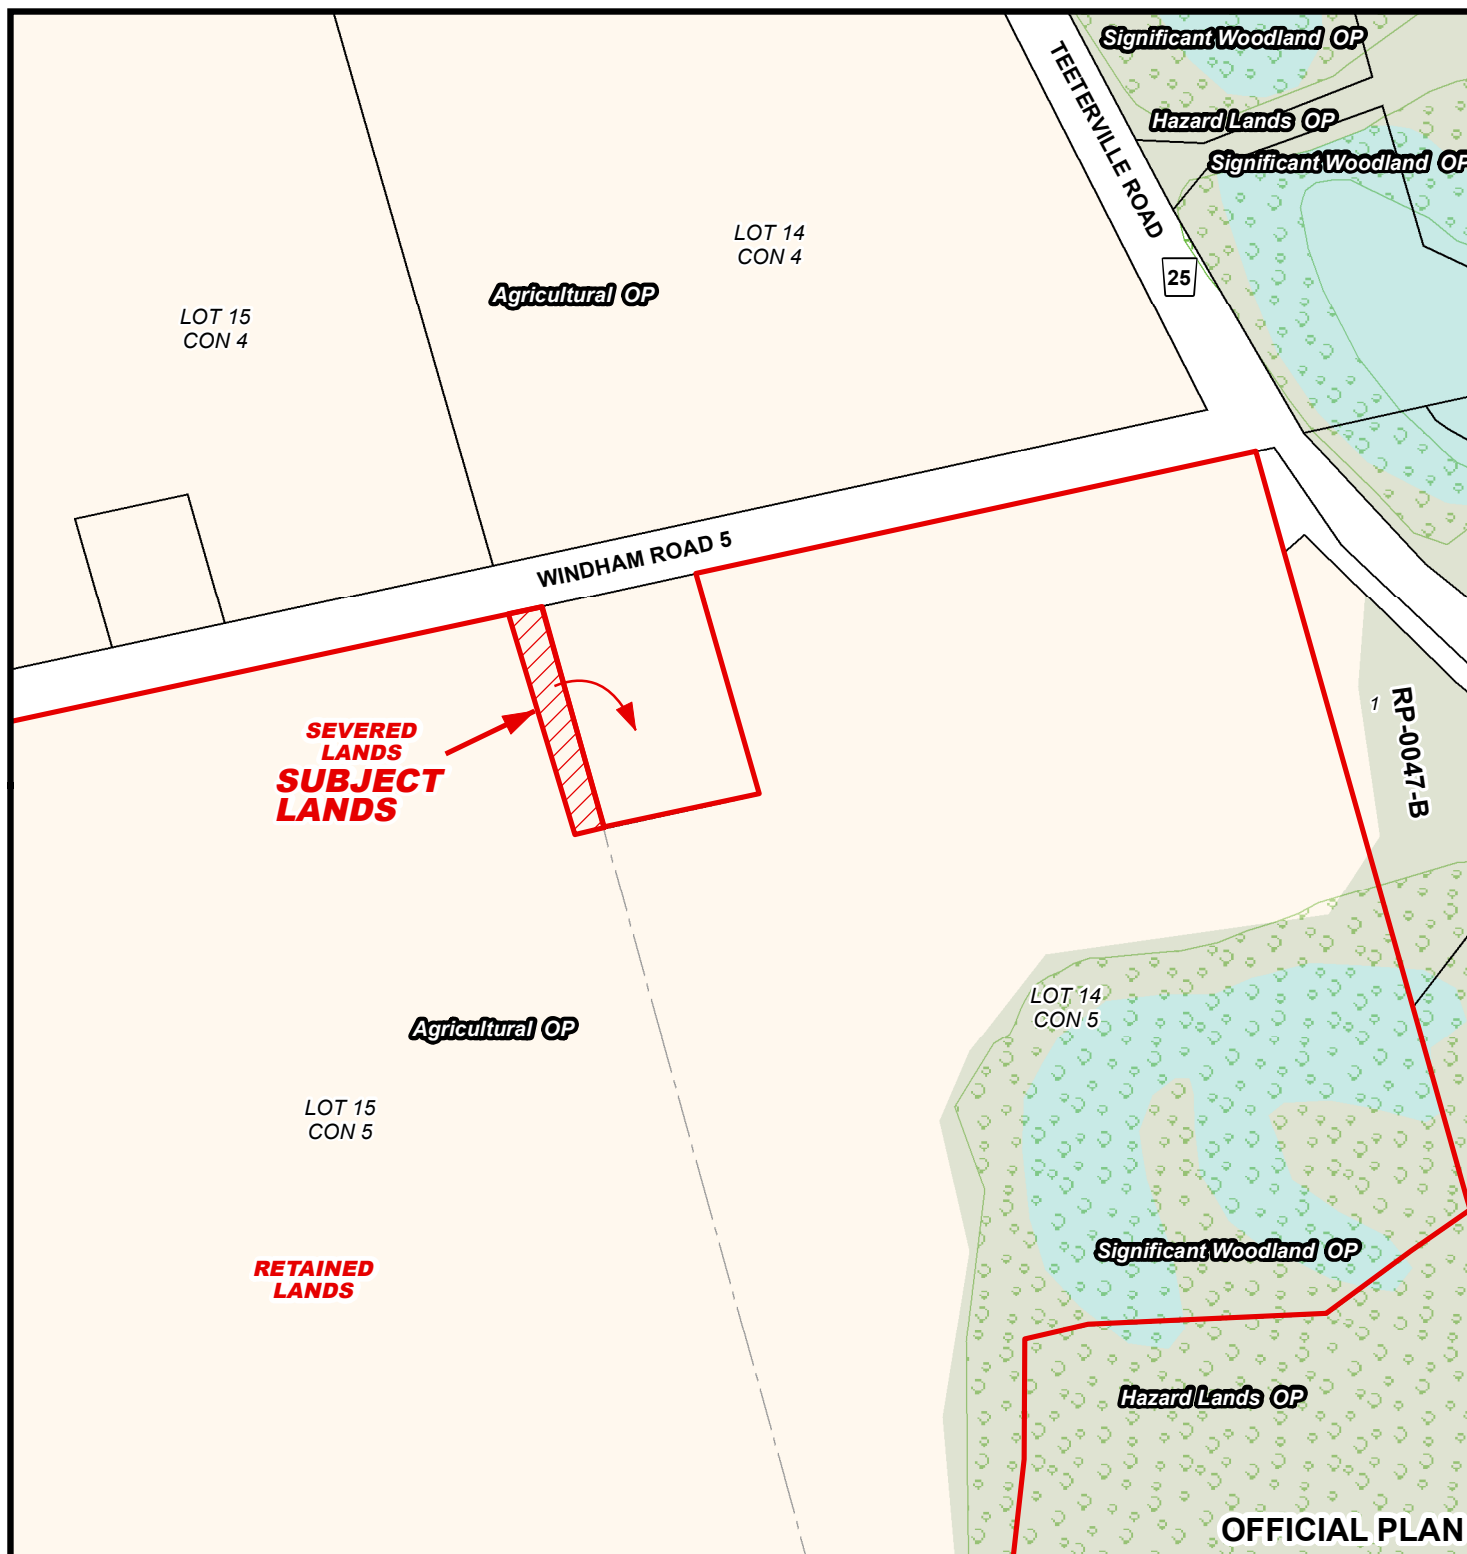 Significant Woodland OP
TEETERVILLE ROAD
Hazard Lands OP
Significant Woodland OP
LOT 14
CON 4
25
Agricultural OP
LOT 15
CON 4
WINDHAM ROAD 5
1
RP-0047-B
SEVERED
LANDS
SUBJECT
LANDS
LOT 14
CON 5
Agricultural OP
LOT 15
CON 5
Significant Woodland OP
RETAINED
LANDS
Hazard Lands OP
OFFICIAL PLAN